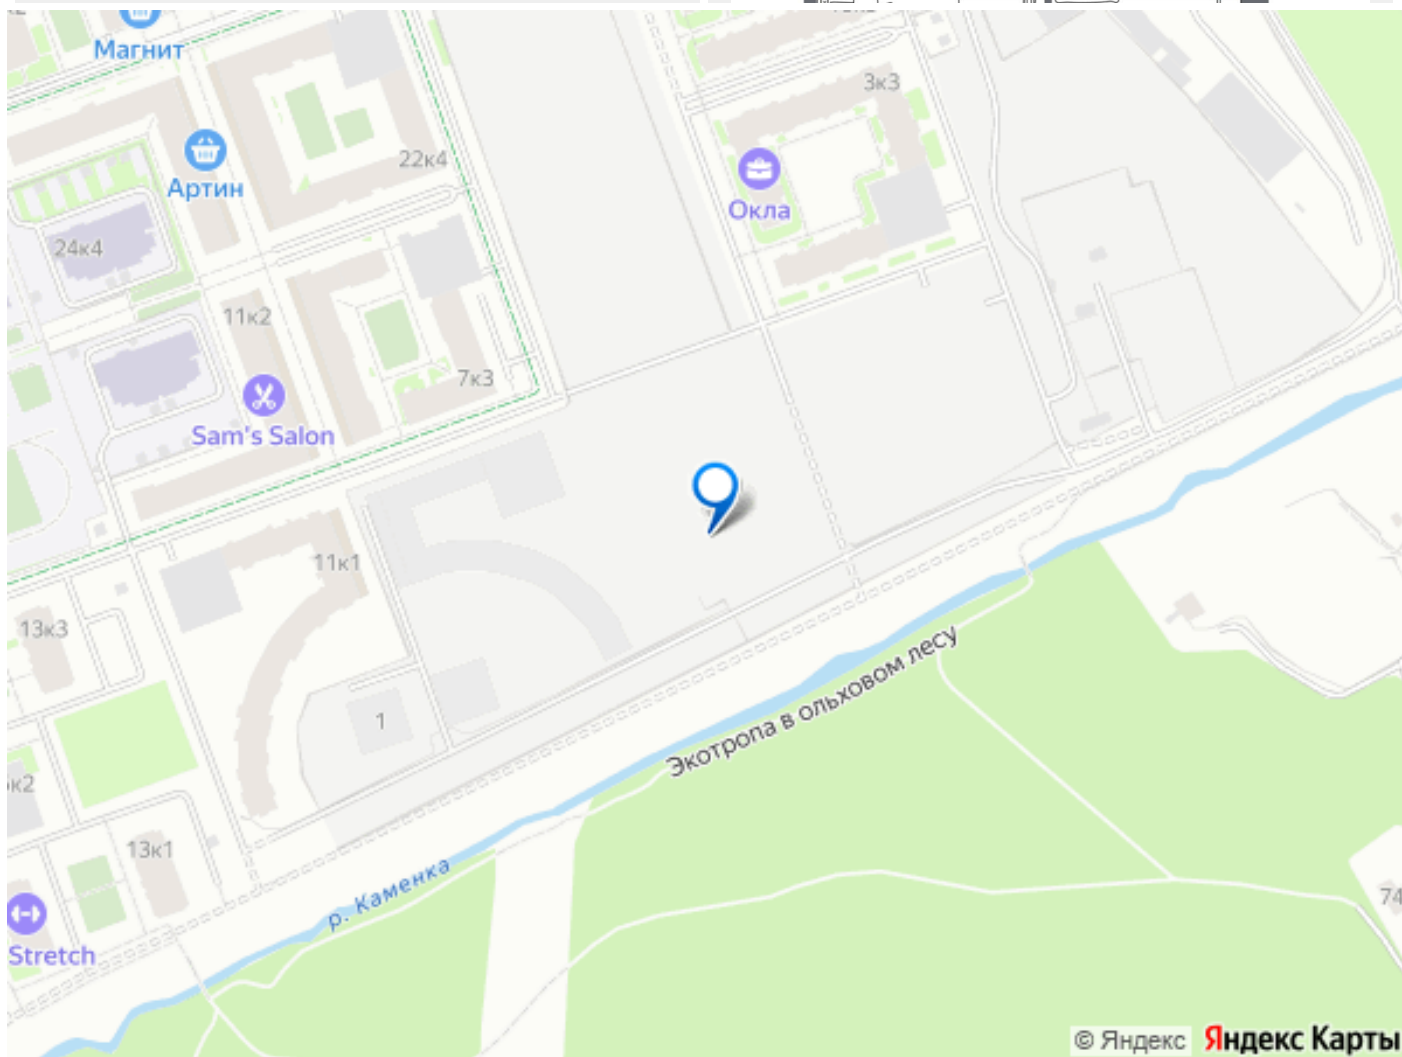 Магнит
3к3
22к4
Артин
Окла
24к4
11к2
7к3
Sam's Salon
11к1
13к3
Экотропа в ольховом лесу
1
к2
13к1
р. Каменка
74
Stretch
© Яндекс Яндекс Карты